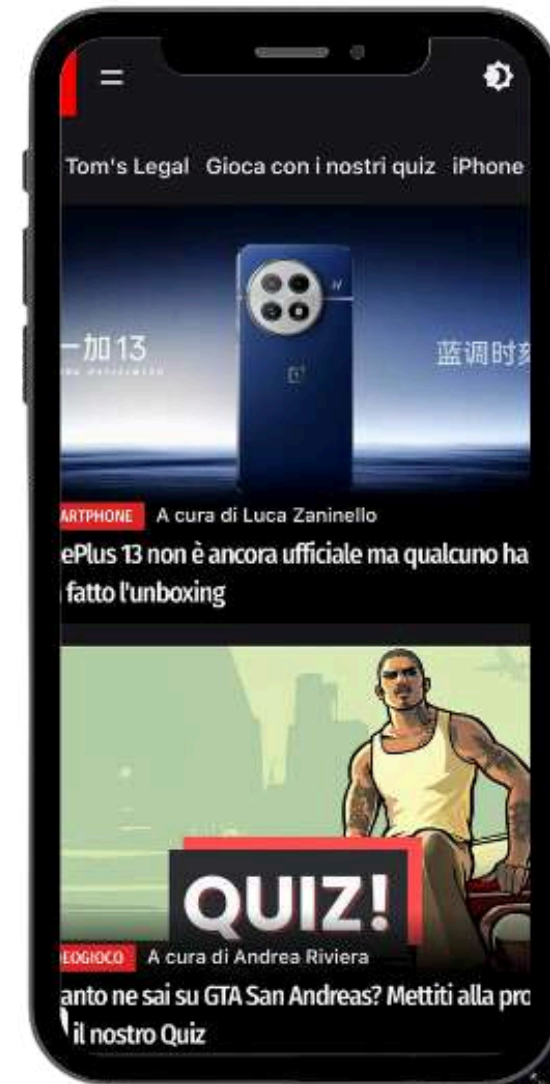 Tom's Legal Gioca con i nostri quiz iPhone
一加 13
蓝调时刻
ARTPHONE A cura di Luca Zaninello
ePlus 13 non è ancora ufficiale ma qualcuno ha
fatto l'unboxing
QUIZ!
EOGIOCO A cura di Andrea Riviera
anto ne sai su GTA San Andreas? Mettiti alla pro
il nostro Quiz